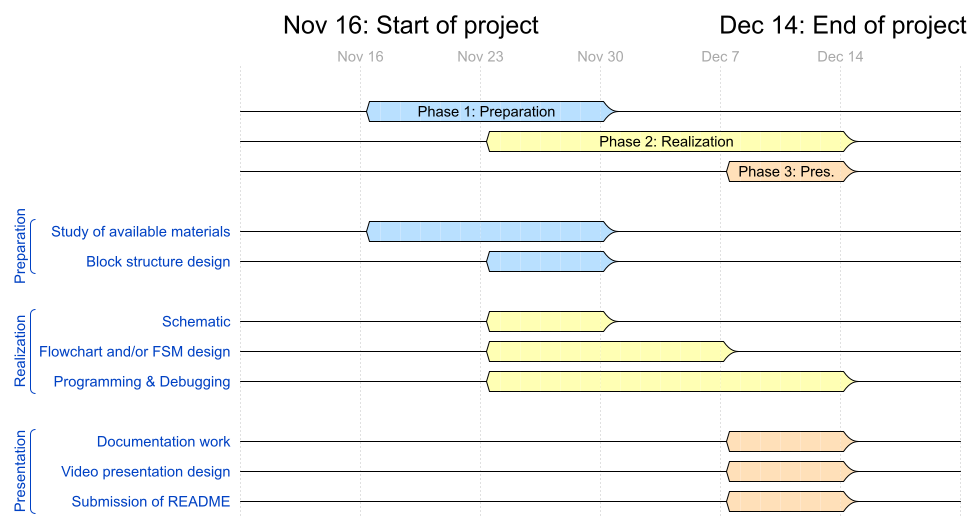 Nov 16: Start of project
Dec 14: End of project
Nov 16
Nov 23
Nov 30
Dec 7
Dec 14
Phase 1: Preparation
Phase 2: Realization
Phase 3: Pres.
Preparation
Study of available materials
Block structure design
Realization
Schematic
Flowchart and/or FSM design
Programming & Debugging
Presentation
Documentation work
Video presentation design
Submission of README